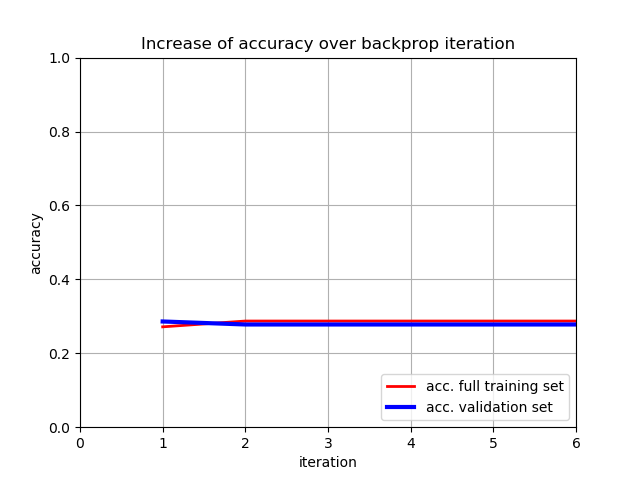 Increase of accuracy over backprop iteration
1.0
0.8
0.6
0.4
0.2
0.0
accuracy
acc. full training set
acc. validation set
0 1 2 3 4 5 6
iteration